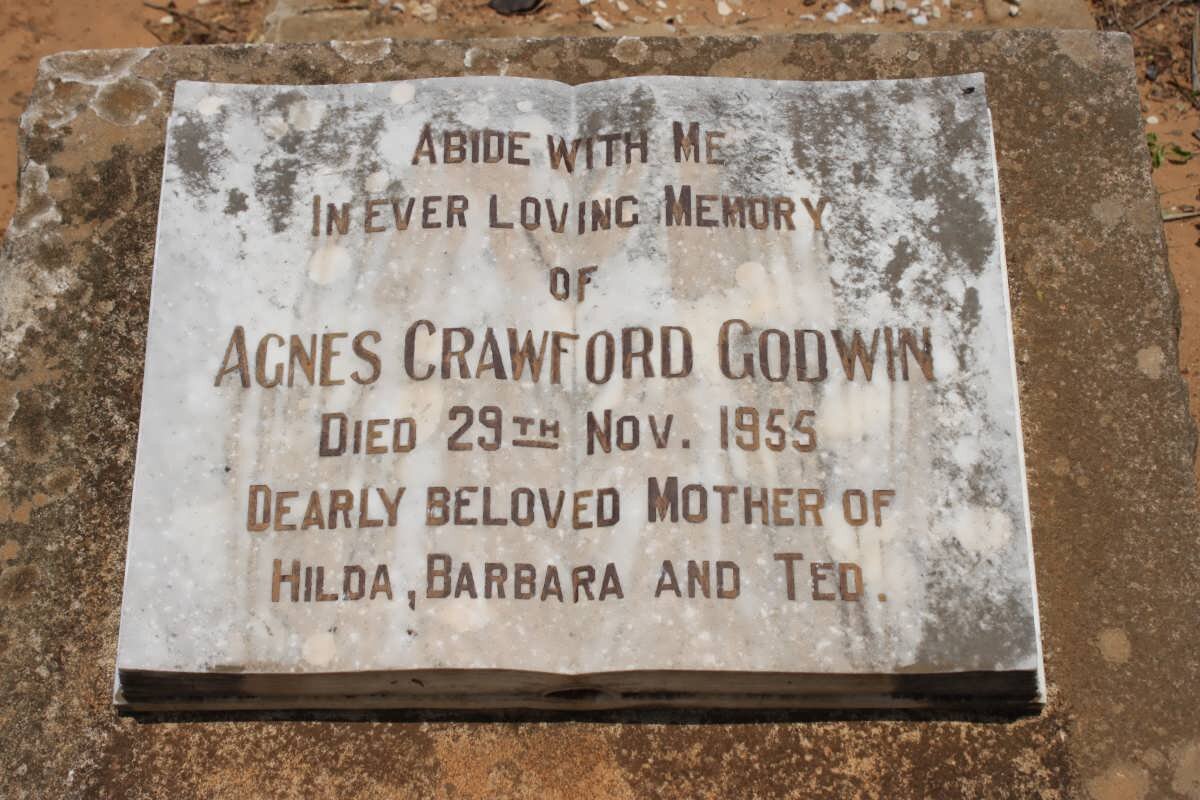 ABIDE WITH ME
IN EVER LOVING MEMORY
OF
AGNES CRAWFORD GODWIN
DIED 29TH NOV. 1955
DEARLY BELOVED MOTHER OF
HILDA, BARBARA AND TED.